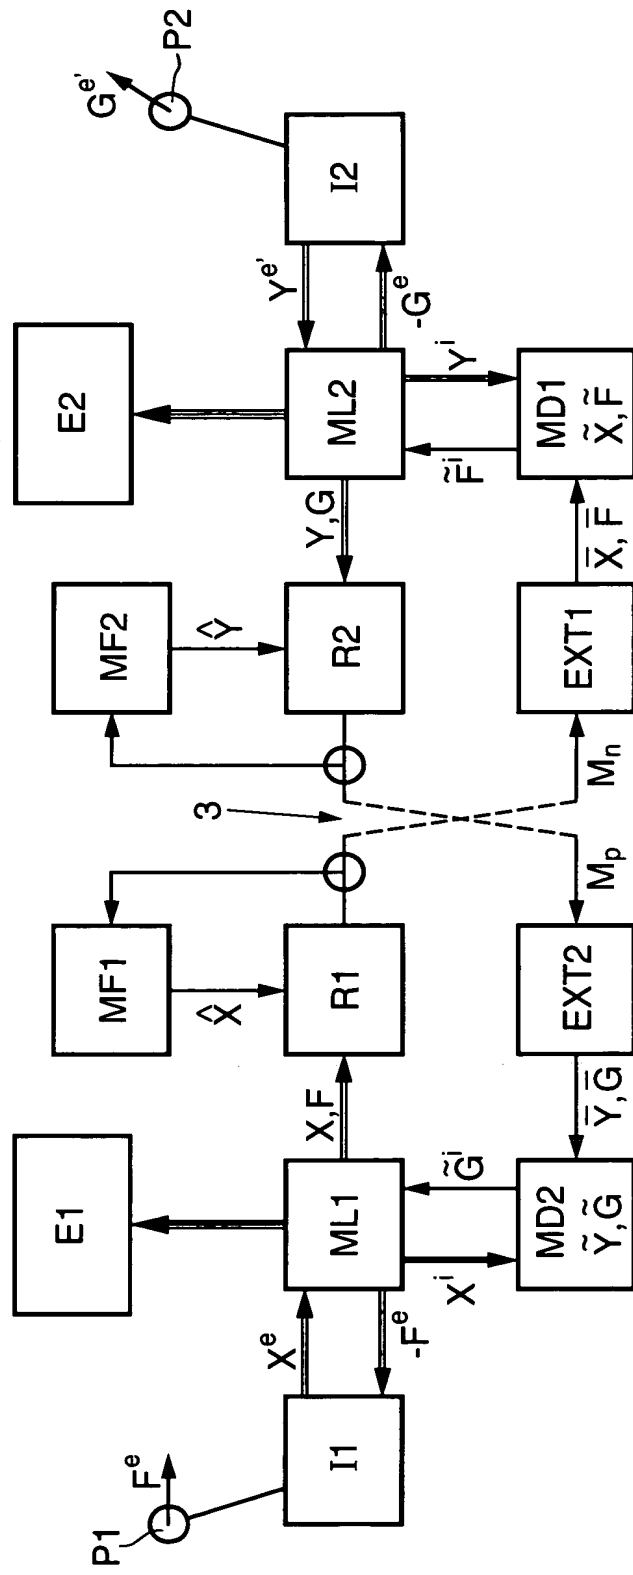 P1
F^e
I1
X^e
-F^e
E1
ML1
X^i
G̃^i
MD2
Ỹ,G̃
X,F
Y̅,G̅
MF1
X̂
R1
EXT2
M_p
3
M_n
MF2
Ŷ
R2
EXT1
Y,G
X̅,F̅
E2
ML2
F̃^i
Y^i
MD1
X̃,F̃
Y^e'
-G^e
I2
G^e'
P2